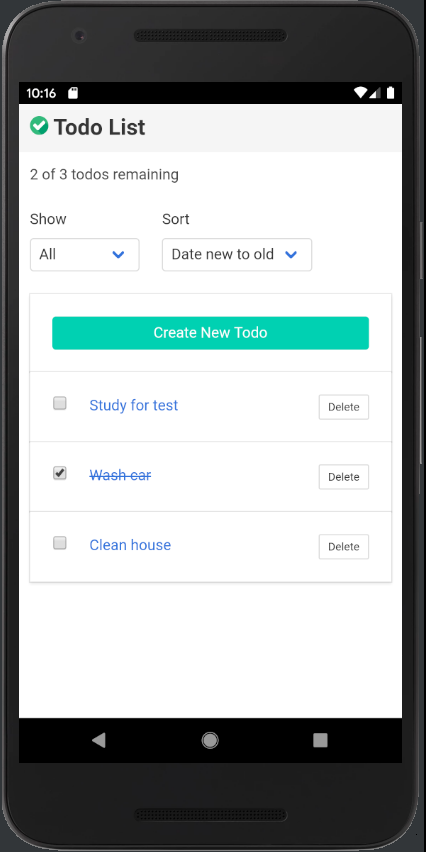 10:16
Todo List
2 of 3 todos remaining
Show Sort
All Date new to old
Create New Todo
Study for test Delete
Wash car Delete
Clean house Delete